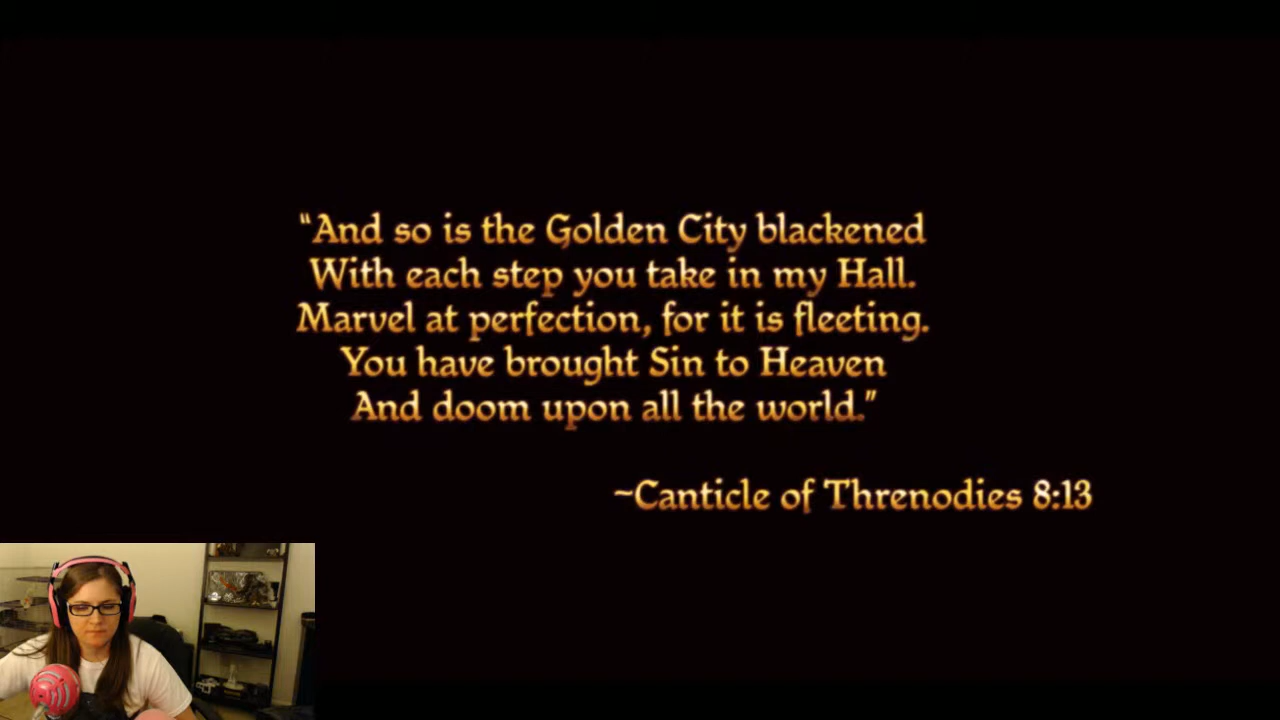 “And so is the Golden City blackened
With each step you take in my Hall.
Marvel at perfection, for it is fleeting.
You have brought Sin to Heaven
And doom upon all the world.”
~Canticle of Threnodies 8:13